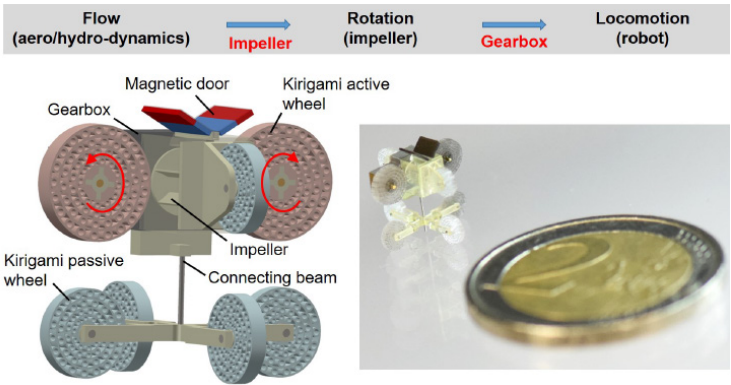 Flow
(aero/hydro-dynamics)
Impeller
Rotation
(impeller)
Gearbox
Locomotion
(robot)
Magnetic door
Kirigami active
wheel
Gearbox
Impeller
Kirigami passive
wheel
Connecting beam
2